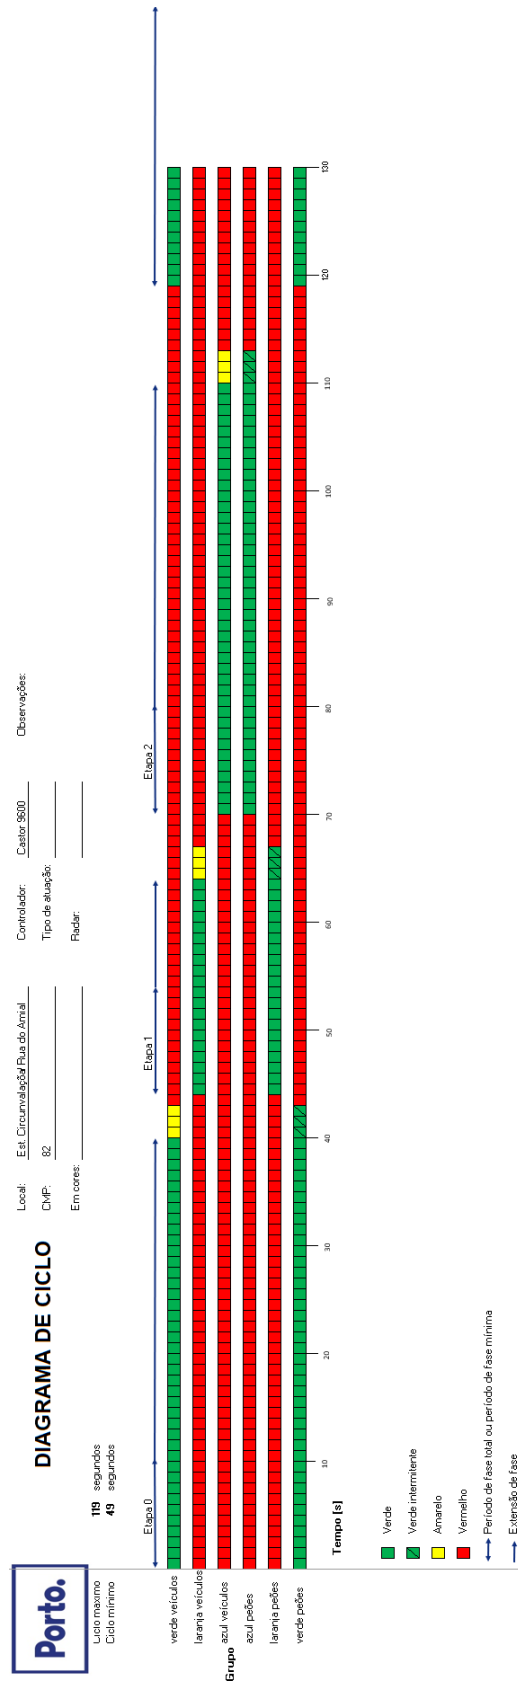 Porto.
DIAGRAMA DE CICLO
Ciclo máximo 119 segundos
Ciclo mínimo 49 segundos
Local: Est. Circunvalação/ Rua do Amial
CMP: 82
Em cores:
Controlador: Castor 9600
Tipo de atuação:
Radar:
Observações:
Etapa 0
Etapa 1
Etapa 2
Grupo
verde veículos
laranja veículos
azul veículos
azul peões
laranja peões
verde peões
Tempo [s]
10 20 30 40 50 60 70 80 90 100 110 120 130
Verde
Verde intermitente
Amarelo
Vermelho
Período de fase total ou período de fase mínima
Extensão de fase